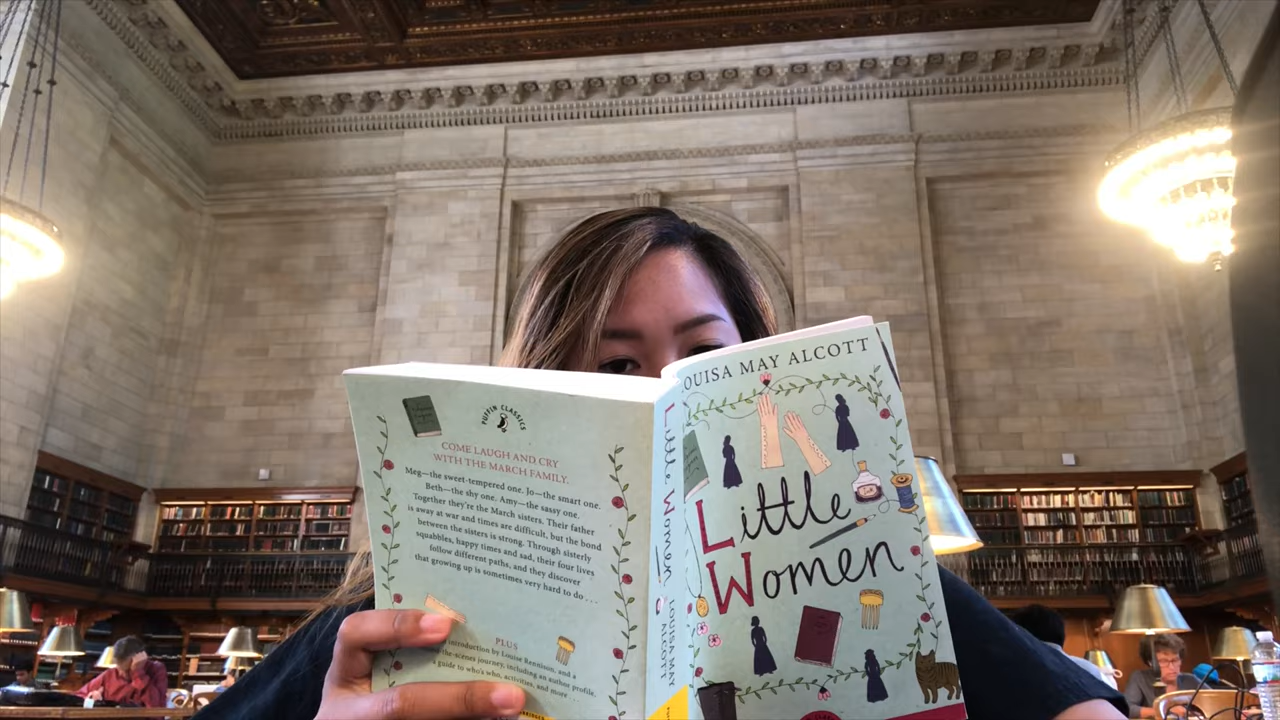 PUFFIN CLASSICS
COME LAUGH AND CRY
WITH THE MARCH FAMILY.
Meg—the sweet-tempered one. Jo—the smart one.
Beth—the shy one. Amy—the sassy one.
Together they're the March sisters. Their father
is away at war and times are difficult, but the bond
between the sisters is strong. Through sisterly
squabbles, happy times and sad, their four lives
follow different paths, and they discover
that growing up is sometimes very hard to do . . .
PLUS
introduction by Louise Rennison, and a
-the-scenes journey, including an author profile,
a guide to who's who, activities, and more.
Little Women
LOUISA MAY
ALCOTT
OUISA MAY ALCOTT
Little
Women